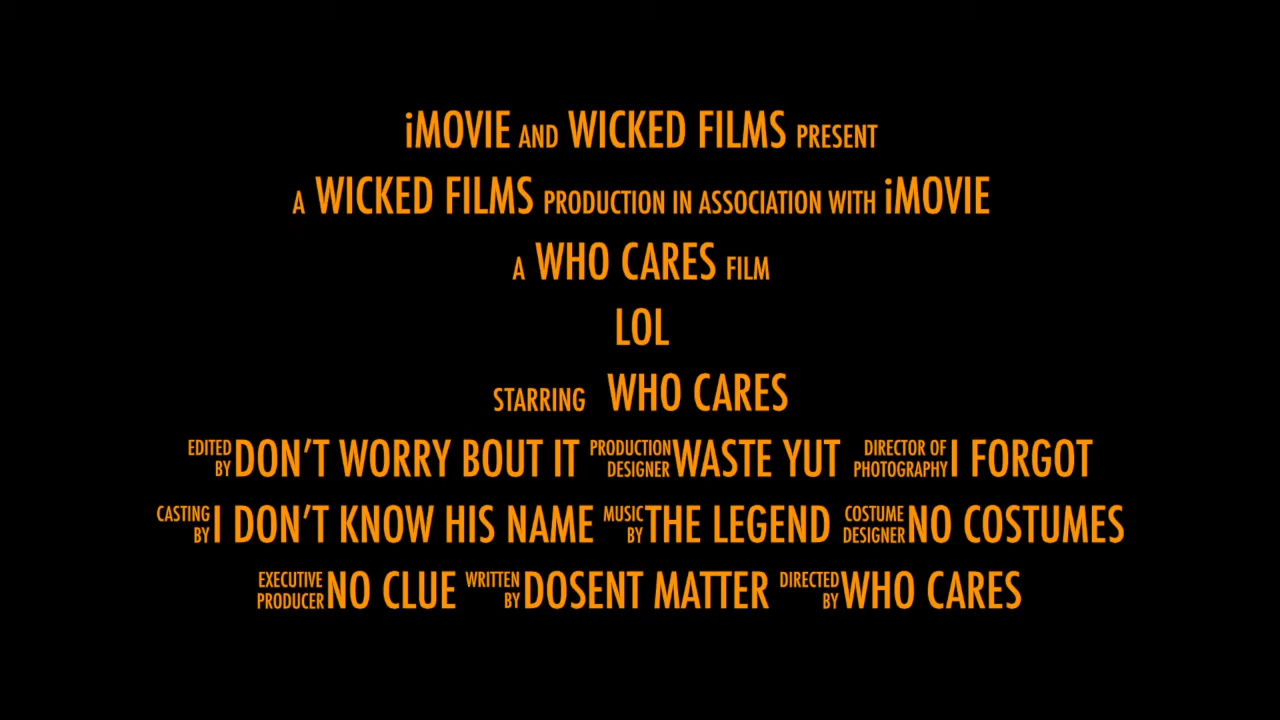 iMOVIE AND WICKED FILMS PRESENT
A WICKED FILMS PRODUCTION IN ASSOCIATION WITH iMOVIE
A WHO CARES FILM
LOL
STARRING WHO CARES
EDITED BY DON'T WORRY BOUT IT PRODUCTION DESIGNER WASTE YUT DIRECTOR OF PHOTOGRAPHY I FORGOT
CASTING BY I DON'T KNOW HIS NAME MUSIC BY THE LEGEND COSTUME DESIGNER NO COSTUMES
EXECUTIVE PRODUCER NO CLUE WRITTEN BY DOSENT MATTER DIRECTED BY WHO CARES